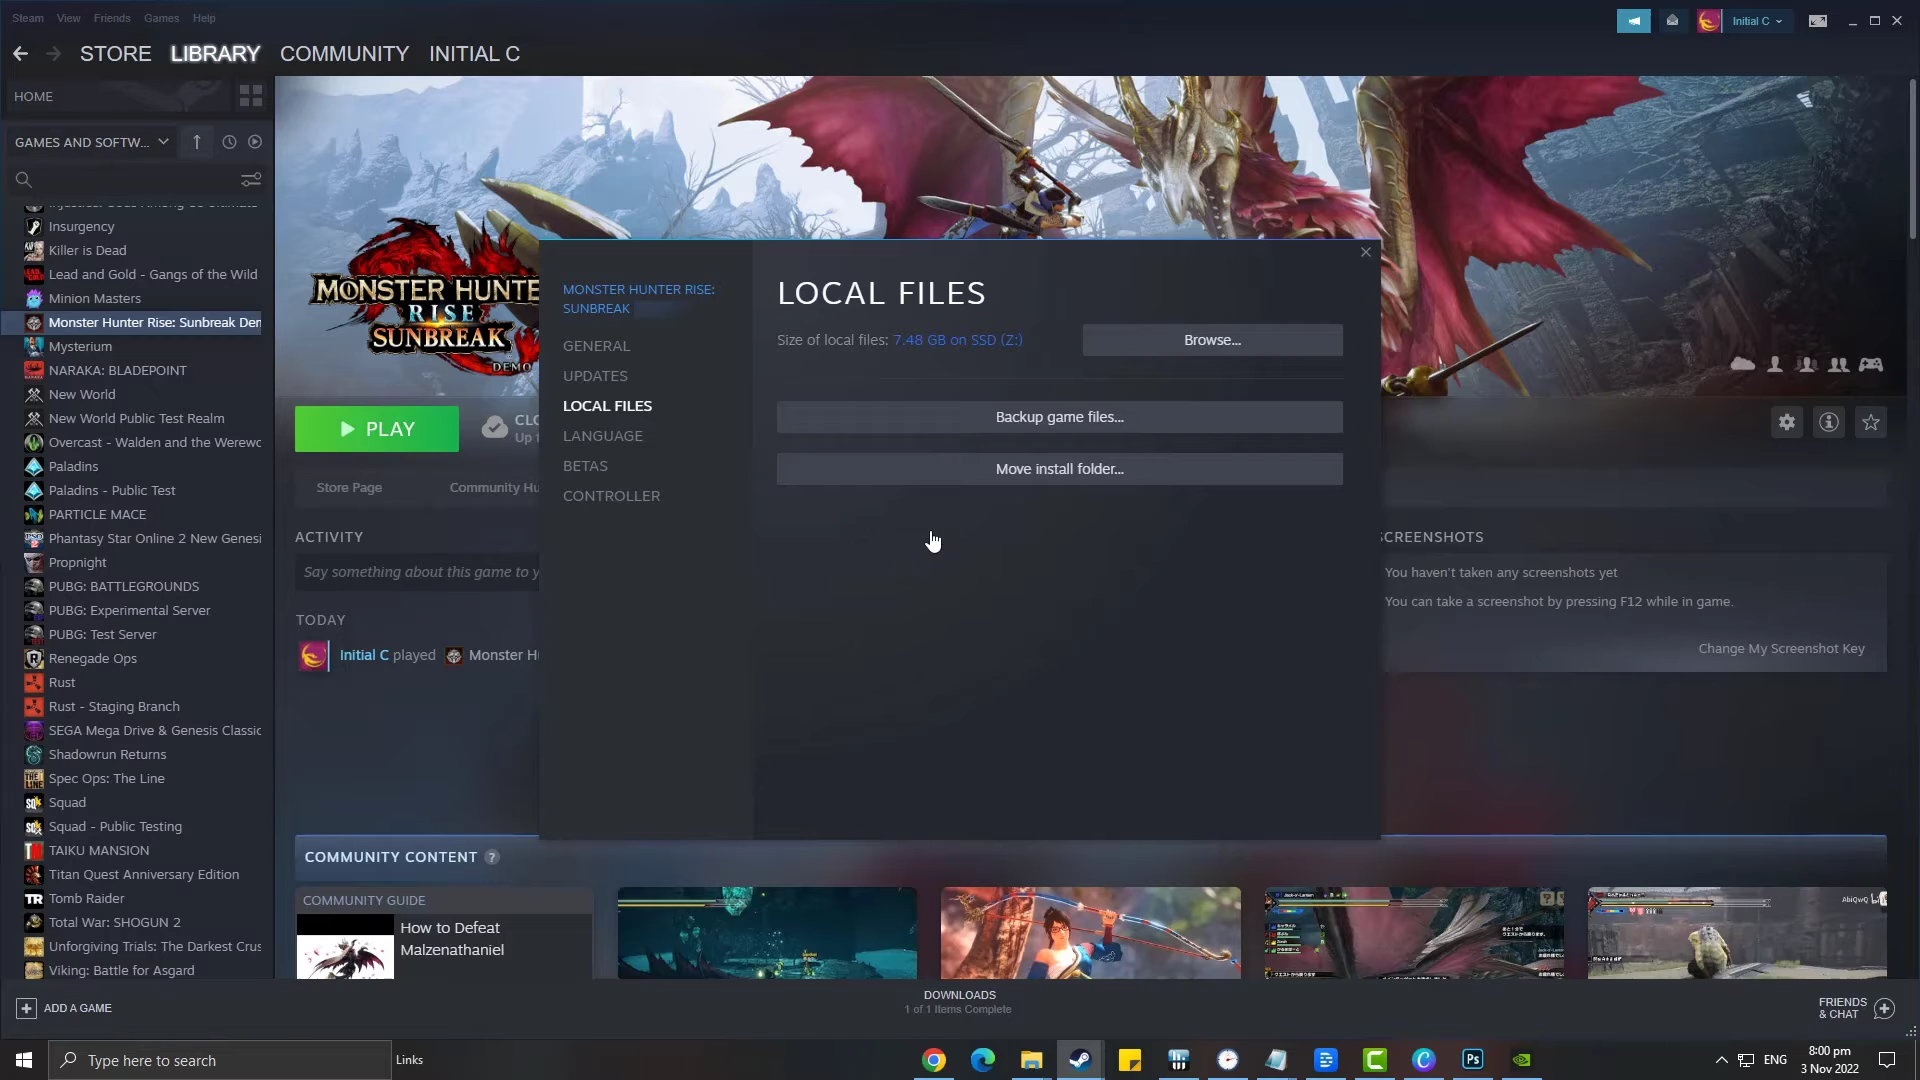 Steam View Friends Games Help
Initial C
STORE LIBRARY COMMUNITY INITIAL C
HOME
GAMES AND SOFTW...
Insurgency
Killer is Dead
Lead and Gold - Gangs of the Wild
Minion Masters
Monster Hunter Rise: Sunbreak Den
Mysterium
NARAKA: BLADEPOINT
New World
New World Public Test Realm
Overcast - Walden and the Werewo
Paladins
Paladins - Public Test
PARTICLE MACE
Phantasy Star Online 2 New Genesi
Propnight
PUBG: BATTLEGROUNDS
PUBG: Experimental Server
PUBG: Test Server
Renegade Ops
Rust
Rust - Staging Branch
SEGA Mega Drive & Genesis Classic
Shadowrun Returns
Spec Ops: The Line
Squad
Squad - Public Testing
TAIKU MANSION
Titan Quest Anniversary Edition
Tomb Raider
Total War: SHOGUN 2
Unforgiving Trials: The Darkest Crus
Viking: Battle for Asgard
ADD A GAME
MONSTER HUNTE
RISE
SUNBREAK
DEMO
PLAY
CLO
Up t
Store Page
Community Hu
ACTIVITY
Say something about this game to y
TODAY
Initial C played Monster Hu
MONSTER HUNTER RISE:
SUNBREAK
GENERAL
UPDATES
LOCAL FILES
LANGUAGE
BETAS
CONTROLLER
LOCAL FILES
Size of local files: 7.48 GB on SSD (Z:)
Browse...
Backup game files...
Move install folder...
SCREENSHOTS
You haven't taken any screenshots yet
You can take a screenshot by pressing F12 while in game.
Change My Screenshot Key
COMMUNITY CONTENT ?
COMMUNITY GUIDE
How to Defeat
Malzenathaniel
AbiQwQ
DOWNLOADS
1 of 1 Items Complete
FRIENDS
& CHAT
Type here to search
Links
Ps
ENG
8:00 pm
3 Nov 2022